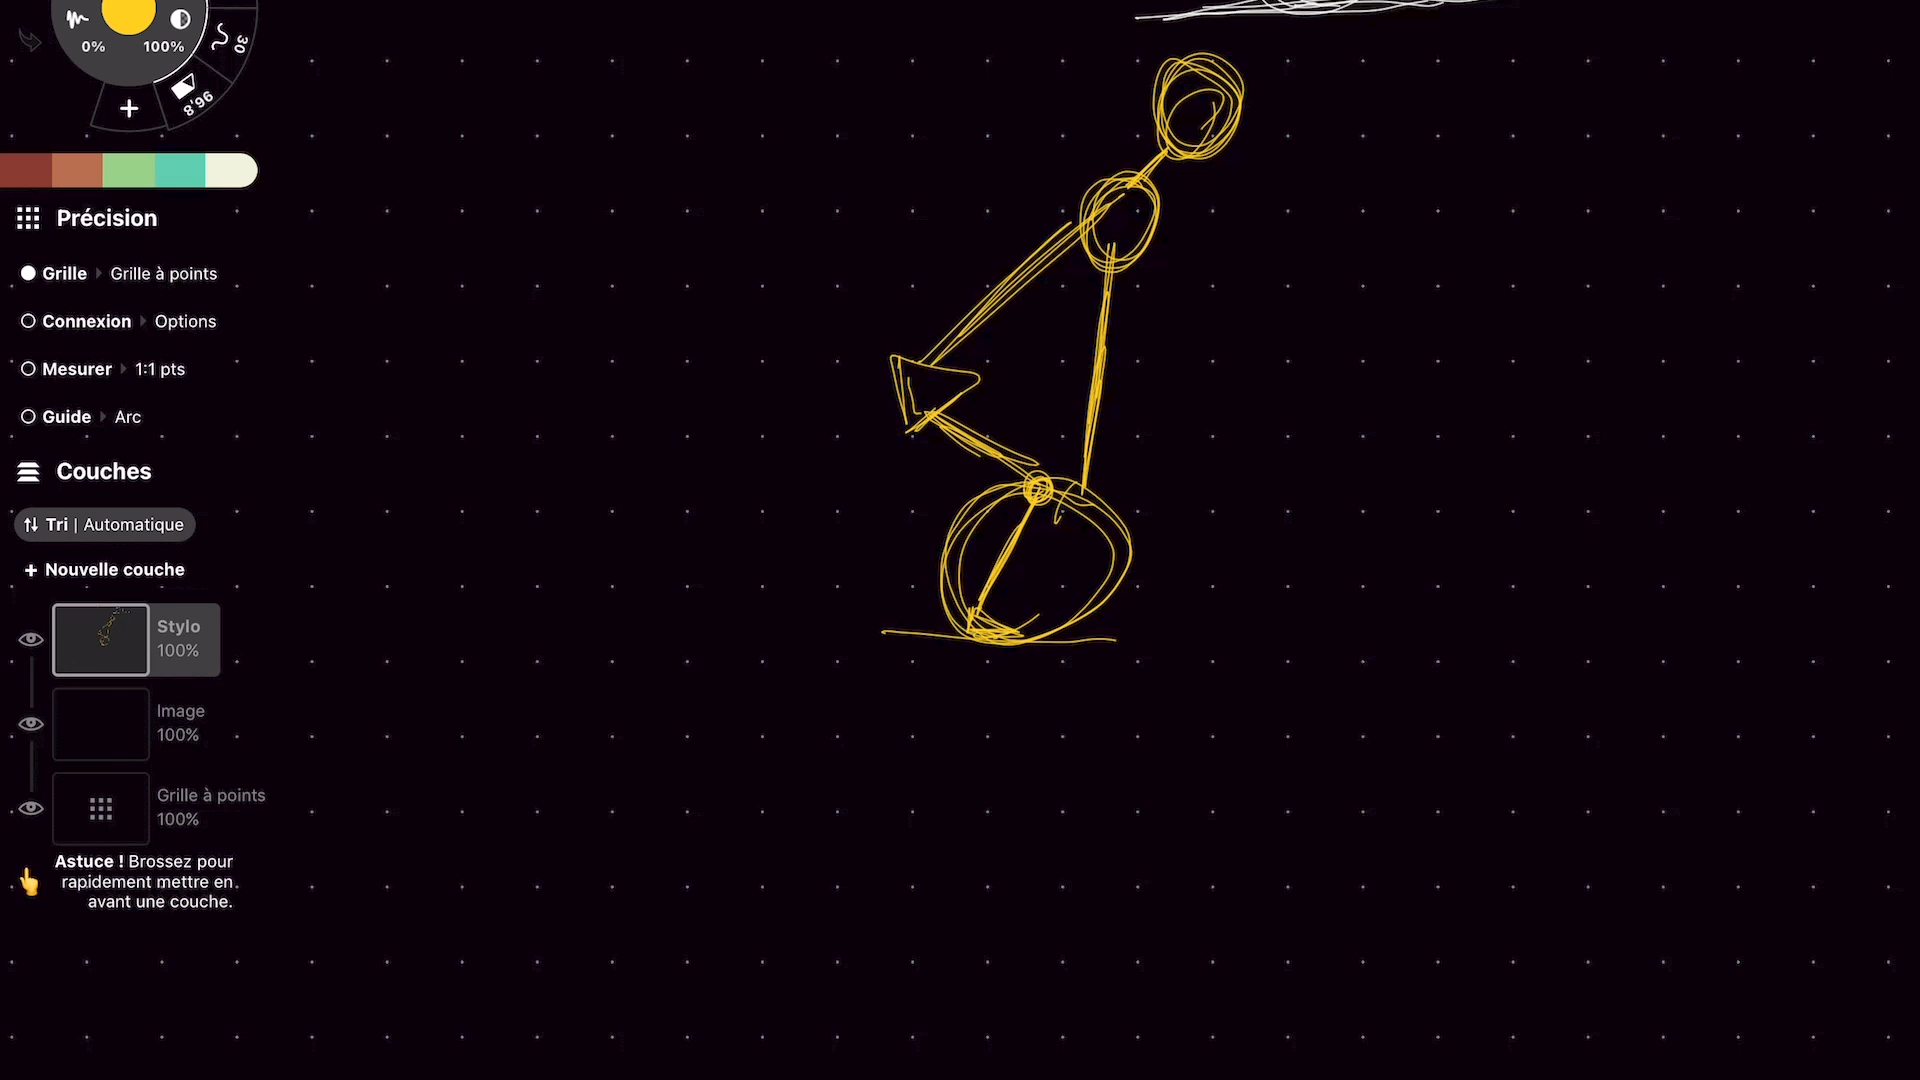 0% 100%
30
96,8
+
Précision
Grille Grille à points
Connexion Options
Mesurer 1:1 pts
Guide Arc
Couches
Tri | Automatique
+ Nouvelle couche
Stylo
100%
Image
100%
Grille à points
100%
Astuce ! Brossez pour
rapidement mettre en
avant une couche.